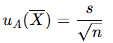 u_A(X̅) = s/√n